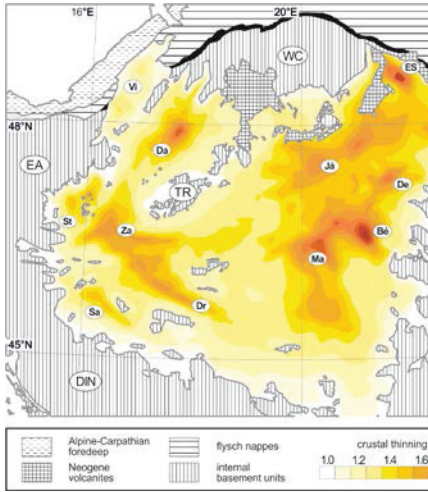 16°E
20°E
WC
ES
Vi
48°N
Da
EA
Já
De
TR
St
Za
Bé
Ma
Dr
Sa
45°N
DIN
Alpine-Carpathian
foredeep
flysch nappes
crustal thinning
Neogene
volcanites
internal
basement units
1.0 1.2 1.4 1.6